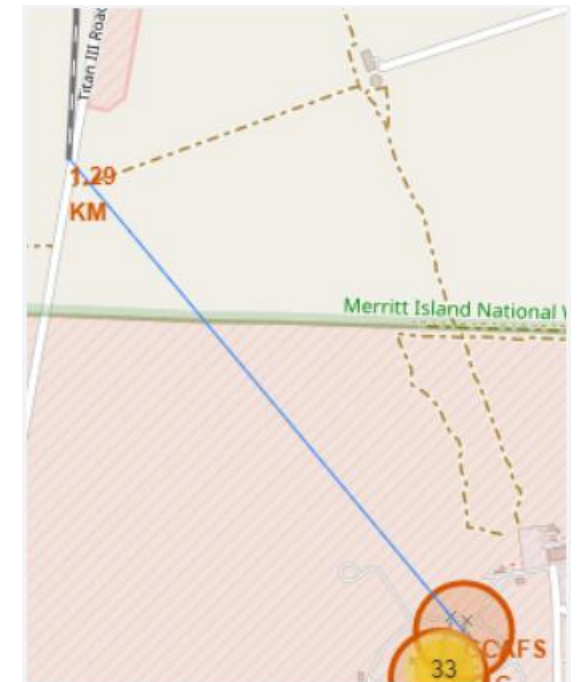 Titan III Road
1.29
KM
Merritt Island National
CCAFS
33